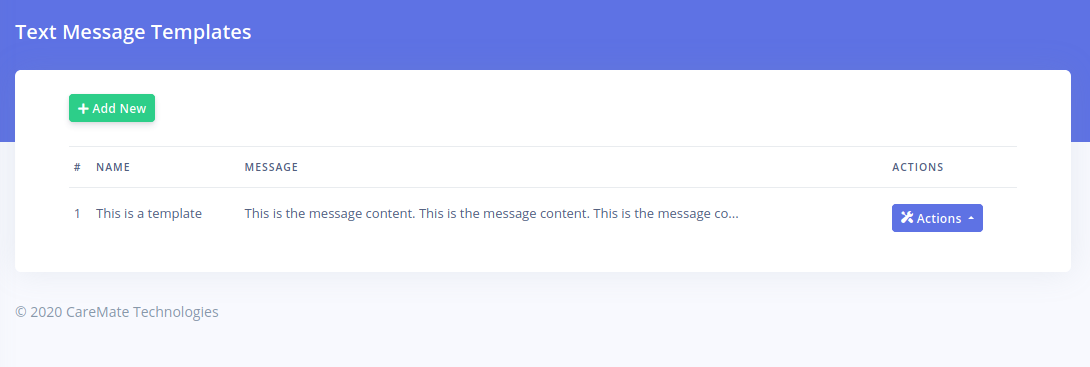 Text Message Templates
Add New
# NAME MESSAGE ACTIONS
1 This is a template This is the message content. This is the message content. This is the message co... Actions
© 2020 CareMate Technologies